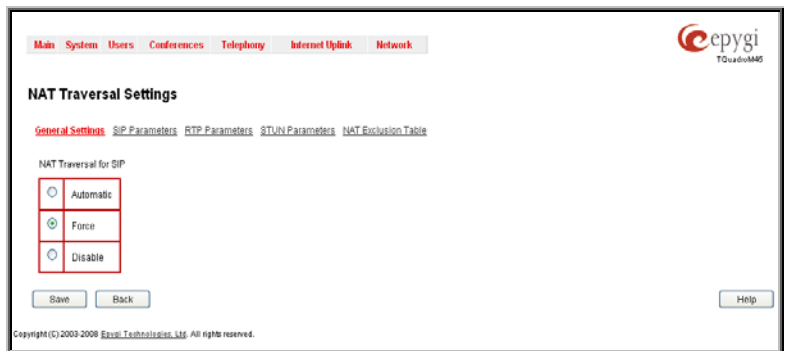 Main System Users Conferences Telephony Internet Uplink Network
epygi
TQuadroM45
NAT Traversal Settings
General Settings SIP Parameters RTP Parameters STUN Parameters NAT Exclusion Table
NAT Traversal for SIP
Automatic
Force
Disable
Save Back Help
Copyright (C) 2003-2008 Epygi Technologies, Ltd. All rights reserved.